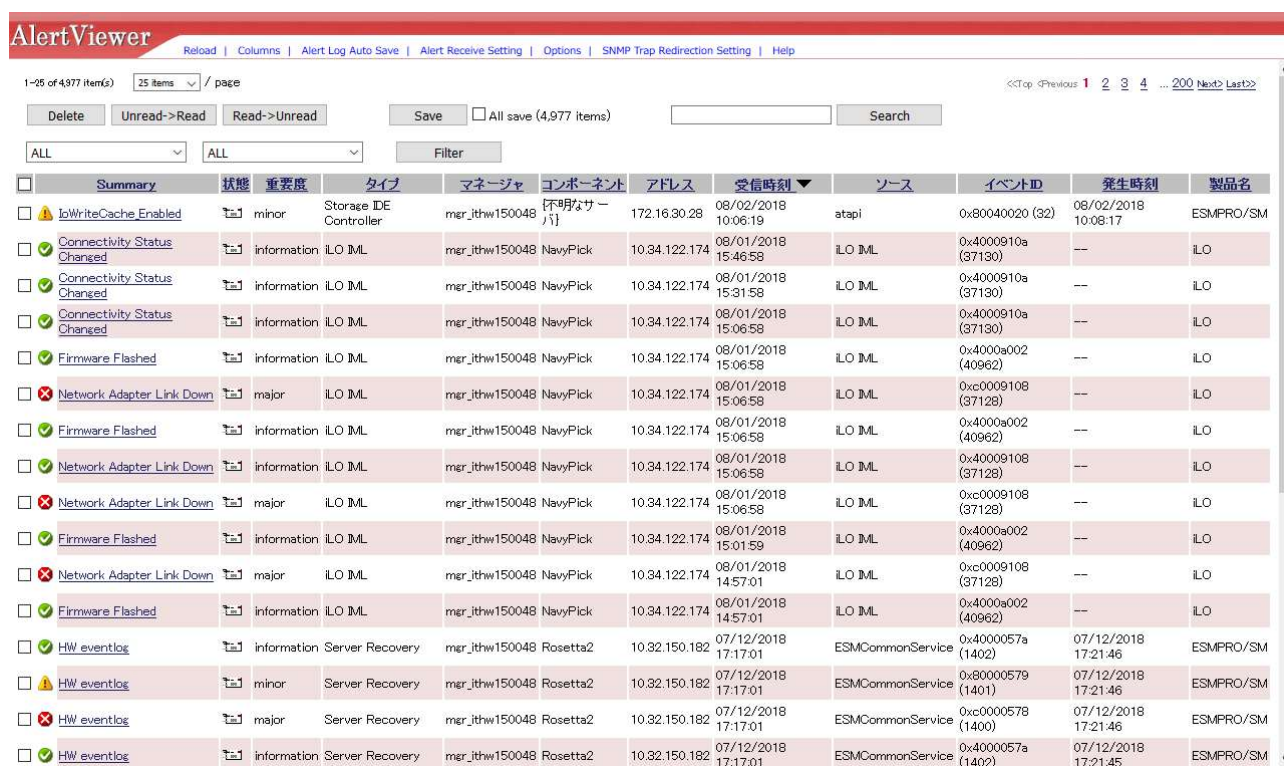 AlertViewer
Reload | Columns | Alert Log Auto Save | Alert Receive Setting | Options | SNMP Trap Redirection Setting | Help
1-25 of 4,977 item(s) 25 items / page <<Top <Previous 1 2 3 4 ... 200 Next> Last>>
Delete Unread->Read Read->Unread Save All save (4,977 items) Search
ALL ALL Filter
Summary 状態 重要度 タイプ マネージャ コンポーネント アドレス 受信時刻▼ ソース イベントID 発生時刻 製品名
IoWriteCache_Enabled minor Storage IDE Controller mgr_ithw150048 [不明なサーバ] 172.16.30.28 08/02/2018 10:06:19 atapi 0x80040020 (32) 08/02/2018 10:08:17 ESMPRO/SM
Connectivity Status Changed information iLO IML mgr_ithw150048 NavyPick 10.34.122.174 08/01/2018 15:46:58 iLO IML 0x4000910a (37130) -- iLO
Connectivity Status Changed information iLO IML mgr_ithw150048 NavyPick 10.34.122.174 08/01/2018 15:31:58 iLO IML 0x4000910a (37130) -- iLO
Connectivity Status Changed information iLO IML mgr_ithw150048 NavyPick 10.34.122.174 08/01/2018 15:06:58 iLO IML 0x4000910a (37130) -- iLO
Firmware Flashed information iLO IML mgr_ithw150048 NavyPick 10.34.122.174 08/01/2018 15:06:58 iLO IML 0x4000a002 (40962) -- iLO
Network Adapter Link Down major iLO IML mgr_ithw150048 NavyPick 10.34.122.174 08/01/2018 15:06:58 iLO IML 0xc0009108 (37128) -- iLO
Firmware Flashed information iLO IML mgr_ithw150048 NavyPick 10.34.122.174 08/01/2018 15:06:58 iLO IML 0x4000a002 (40962) -- iLO
Network Adapter Link Down information iLO IML mgr_ithw150048 NavyPick 10.34.122.174 08/01/2018 15:06:58 iLO IML 0x40009108 (37128) -- iLO
Network Adapter Link Down major iLO IML mgr_ithw150048 NavyPick 10.34.122.174 08/01/2018 15:06:58 iLO IML 0xc0009108 (37128) -- iLO
Firmware Flashed information iLO IML mgr_ithw150048 NavyPick 10.34.122.174 08/01/2018 15:01:59 iLO IML 0x4000a002 (40962) -- iLO
Network Adapter Link Down major iLO IML mgr_ithw150048 NavyPick 10.34.122.174 08/01/2018 14:57:01 iLO IML 0xc0009108 (37128) -- iLO
Firmware Flashed information iLO IML mgr_ithw150048 NavyPick 10.34.122.174 08/01/2018 14:57:01 iLO IML 0x4000a002 (40962) -- iLO
HW eventlog information Server Recovery mgr_ithw150048 Rosetta2 10.32.150.182 07/12/2018 17:17:01 ESMCommonService 0x4000057a (1402) 07/12/2018 17:21:46 ESMPRO/SM
HW eventlog minor Server Recovery mgr_ithw150048 Rosetta2 10.32.150.182 07/12/2018 17:17:01 ESMCommonService 0x80000579 (1401) 07/12/2018 17:21:46 ESMPRO/SM
HW eventlog major Server Recovery mgr_ithw150048 Rosetta2 10.32.150.182 07/12/2018 17:17:01 ESMCommonService 0xc0000578 (1400) 07/12/2018 17:21:46 ESMPRO/SM
HW eventlog information Server Recovery mgr_ithw150048 Rosetta2 10.32.150.182 07/12/2018 17:17:01 ESMCommonService 0x4000057a (1402) 07/12/2018 17:21:45 ESMPRO/SM